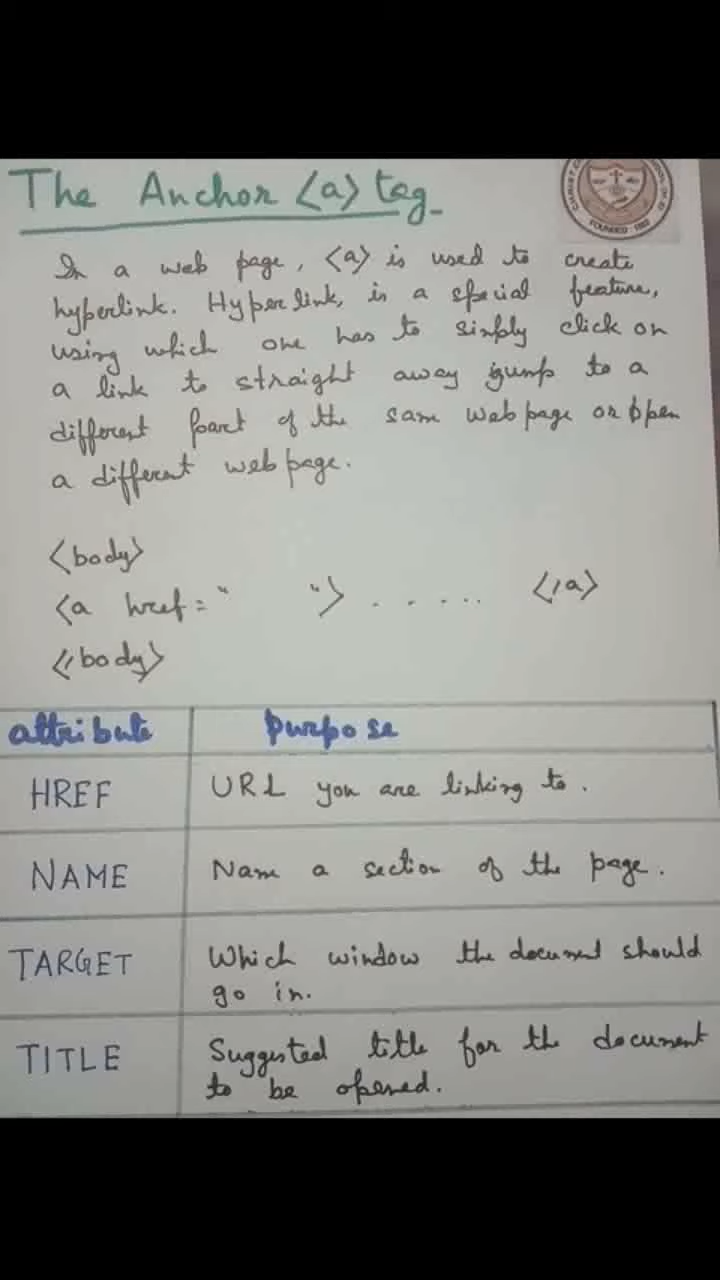 The Anchor <a> tag
In a web page, <a> is used to create
hyperlink. Hyperlink, is a special feature,
using which one has to simply click on
a link to straight away jump to a
different part of the same web page or open
a different web page.
<body>
<a href = "      "> . . . . . . </a>
</body>
attribute purpose
HREF URL you are linking to.
NAME Name a section of the page.
TARGET Which window the document should
go in.
TITLE Suggested title for the document
to be opened.